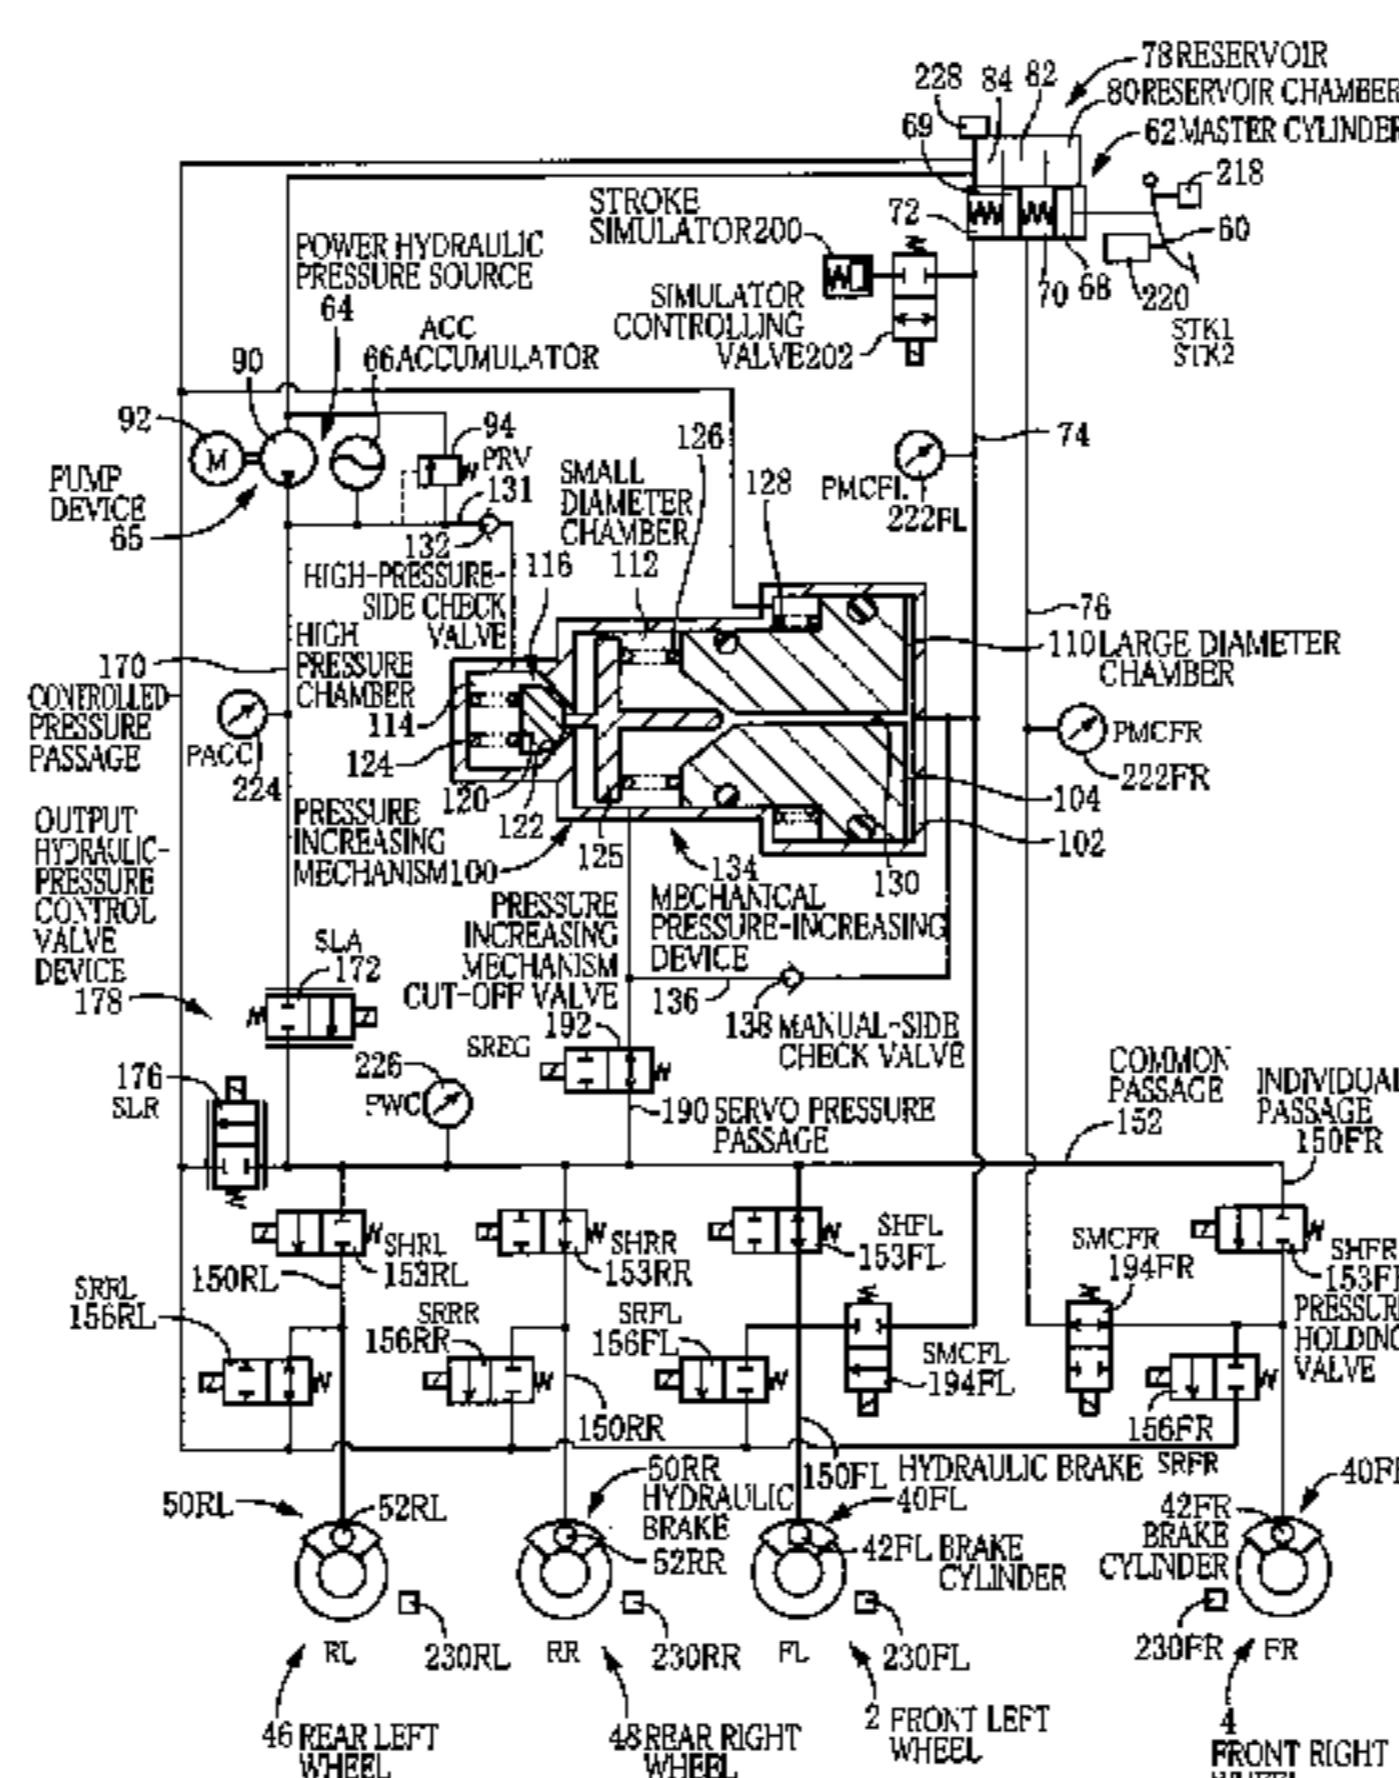 78 RESERVOIR
228 84 82
80 RESERVOIR CHAMBER
69
62 MASTER CYLINDER
218
STROKE
SIMULATOR 200
72
60
POWER HYDRAULIC
PRESSURE SOURCE
64
SIMULATOR
CONTROLLING
VALVE 202
70 68
220
STK1
STK2
ACC
66 ACCUMULATOR
90
92
M
94
PRV
131
126
74
PUMP
DEVICE
65
SMALL
DIAMETER
CHAMBER
112
128
PMCFL
222FL
132
HIGH-PRESSURE-
SIDE CHECK
VALVE
116
76
HIGH
PRESSURE
CHAMBER
114
110 LARGE DIAMETER
CHAMBER
170
CONTROLLED
PRESSURE
PASSAGE
PACC
224
124
120
122
PMCFR
222FR
104
102
PRESSURE
INCREASING
MECHANISM 100
125
134
MECHANICAL
PRESSURE-INCREASING
DEVICE
130
OUTPUT
HYDRAULIC-
PRESSURE
CONTROL
VALVE
DEVICE
178
SLA
172
PRESSURE
INCREASING
MECHANISM
CUT-OFF VALVE
192
SREG
136
138 MANUAL-SIDE
CHECK VALVE
176
SLR
226
PWC
190 SERVO PRESSURE
PASSAGE
COMMON
PASSAGE
152
INDIVIDUAL
PASSAGE
150FR
SHRL
153RL
150RL
SHRR
153RR
SHFL
153FL
SMCFR
194FR
SHFR
PRESSURE
HOLDING
VALVE
SRRL
156RL
SRRR
156RR
SRFL
156FL
SMCFL
194FL
150RR
150FL
156FR
SRFR
HYDRAULIC BRAKE
40FL
50RL
52RL
50RR
HYDRAULIC
BRAKE
52RR
42FL BRAKE
CYLINDER
42FR
BRAKE
CYLINDER
230RL
230RR
230FL
230FR
RL
RR
FL
FR
46 REAR LEFT
WHEEL
48 REAR RIGHT
WHEEL
2 FRONT LEFT
WHEEL
4
FRONT RIGHT
WHEEL